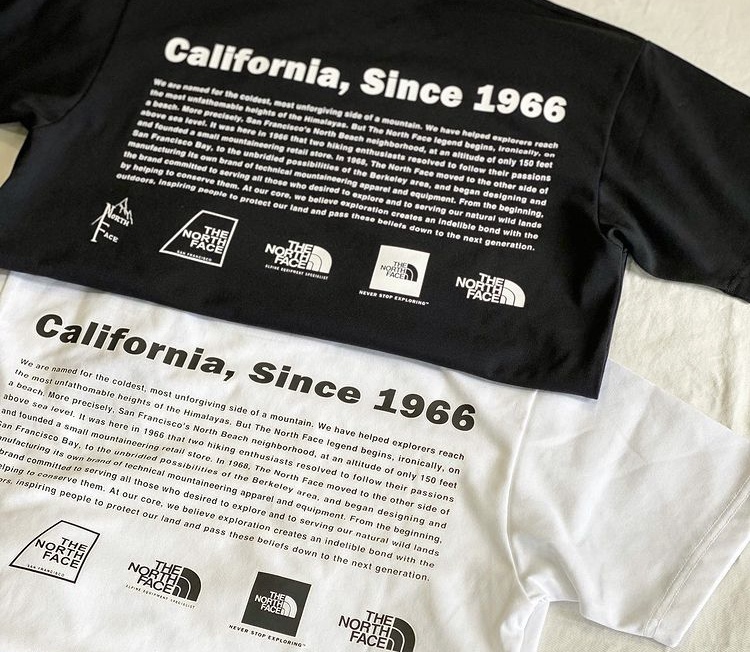 California, Since 1966
We are named for the coldest, most unforgiving side of a mountain. We have helped explorers reach
the most unfathomable heights of the Himalayas. But The North Face legend begins, ironically, on
a beach. More precisely, San Francisco's North Beach neighborhood, at an altitude of only 150 feet
above sea level. It was here in 1966 that two hiking enthusiasts resolved to follow their passions
and founded a small mountaineering retail store. In 1968, The North Face moved to the other side of
San Francisco Bay, to the unbridled possibilities of the Berkeley area, and began designing and
manufacturing its own brand of technical mountaineering apparel and equipment. From the beginning,
the brand committed to serving all those who desired to explore and to serving our natural wild lands
by helping to conserve them. At our core, we believe exploration creates an indelible bond with the
outdoors, inspiring people to protect our land and pass these beliefs down to the next generation.
NORTH
FACE
THE
NORTH
FACE
SAN FRANCISCO
THE
NORTH
FACE
ALPINE EQUIPMENT SPECIALIST
THE
NORTH
FACE
NEVER STOP EXPLORING™
THE
NORTH
FACE
California, Since 1966
We are named for the coldest, most unforgiving side of a mountain. We have helped explorers reach
the most unfathomable heights of the Himalayas. But The North Face legend begins, ironically, on
a beach. More precisely, San Francisco's North Beach neighborhood, at an altitude of only 150 feet
above sea level. It was here in 1966 that two hiking enthusiasts resolved to follow their passions
and founded a small mountaineering retail store. In 1968, The North Face moved to the other side of
San Francisco Bay, to the unbridled possibilities of the Berkeley area, and began designing and
nufacturing its own brand of technical mountaineering apparel and equipment. From the beginning,
brand committed to serving all those who desired to explore and to serving our natural wild lands
elping to conserve them. At our core, we believe exploration creates an indelible bond with the
ors, inspiring people to protect our land and pass these beliefs down to the next generation.
THE
NORTH
FACE
SAN FRANCISCO
THE
NORTH
FACE
ALPINE EQUIPMENT SPECIALIST
THE
NORTH
FACE
NEVER STOP EXPLORING™
THE
NORTH
FACE